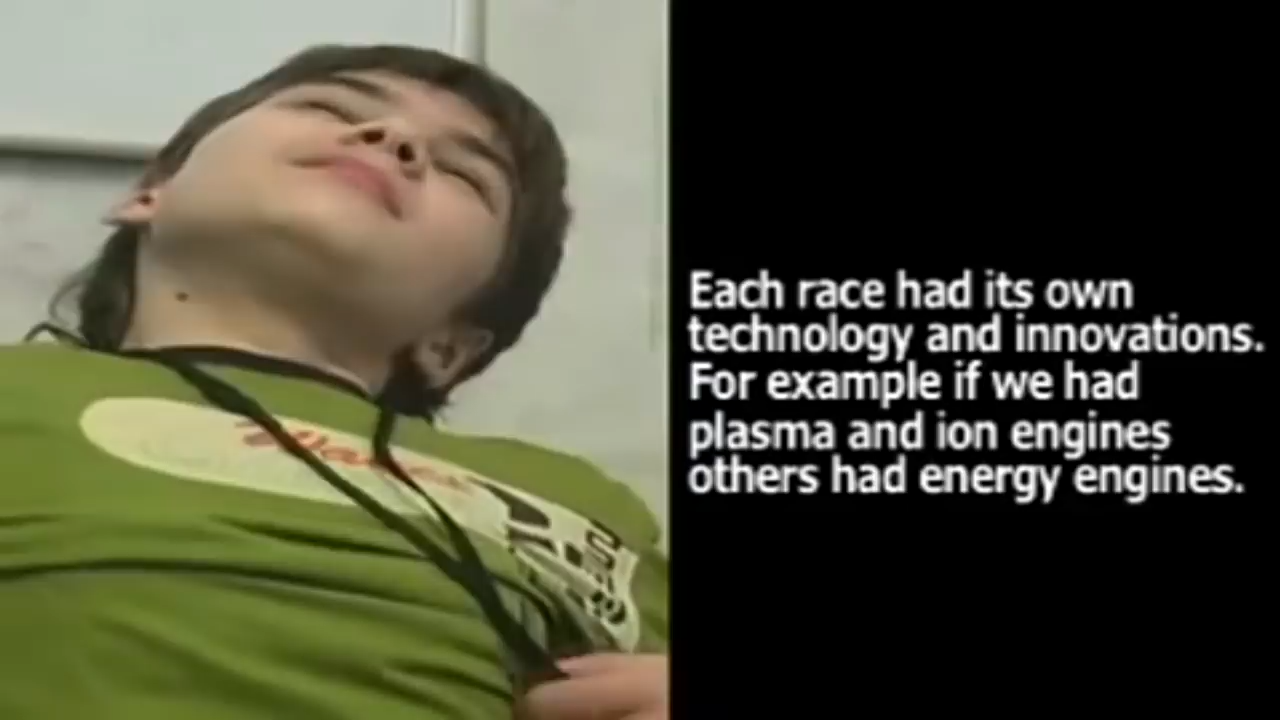 Each race had its own
technology and innovations.
For example if we had
plasma and ion engines
others had energy engines.